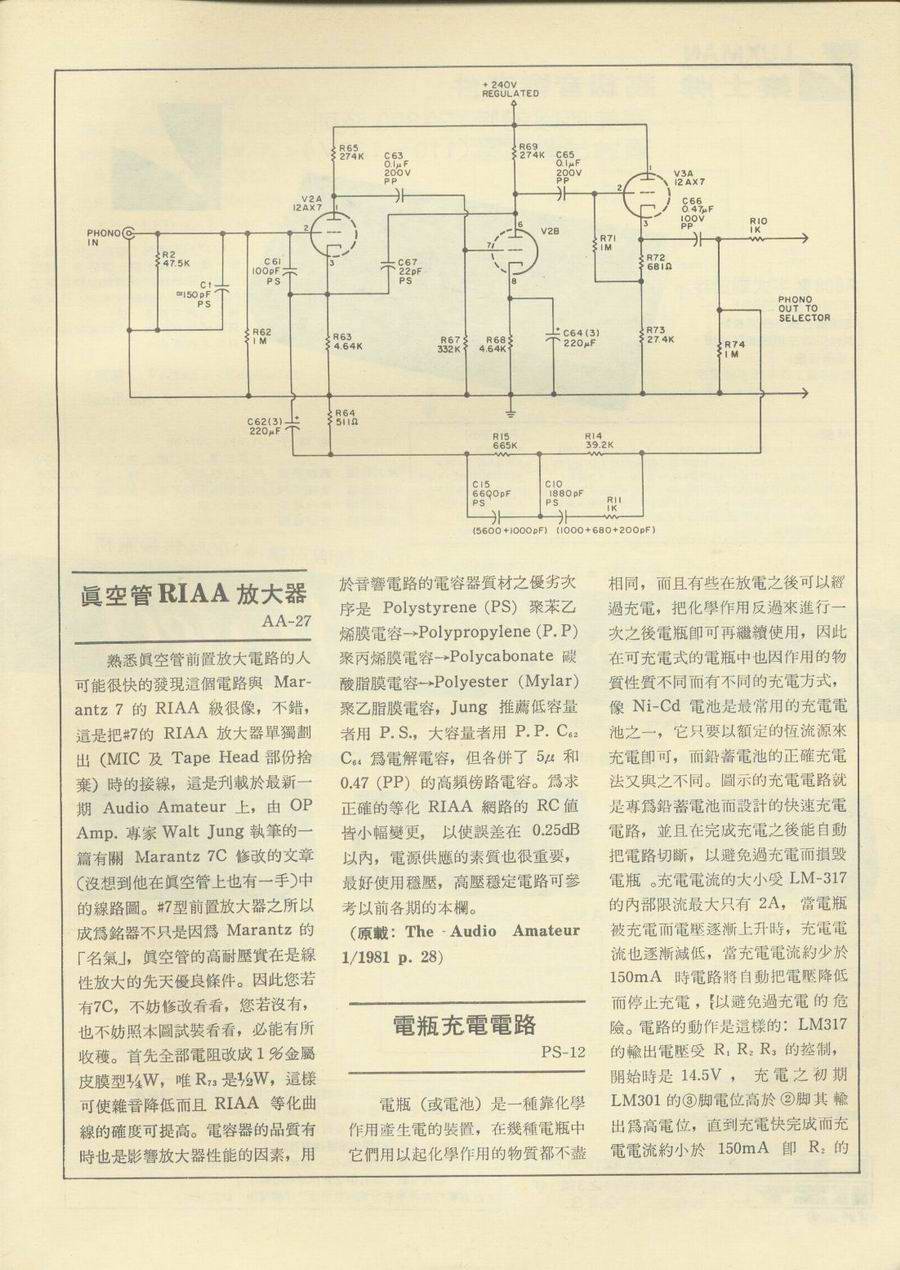 + 240V
REGULATED
R65
274K
C63
0.1μF
200V
PP
R69
274K
C65
0.1μF
200V
PP
V3A
12AX7
V2A
12AX7
C66
0.47μF
100V
PP
R10
1K
PHONO
IN
R2
47.5K
C1
≈150pF
PS
C61
100pF
PS
C67
22pF
PS
V2B
R71
1M
R72
681Ω
PHONO
OUT TO
SELECTOR
R62
1M
R63
4.64K
R67
332K
R68
4.64K
C64(3)
220μF
R73
27.4K
R74
1M
C62(3)
220μF
R64
511Ω
R15
665K
R14
39.2K
C15
6600pF
PS
C10
1880pF
PS
R11
1K
(5600+1000pF)
(1000+680+200pF)
眞空管 RIAA 放大器
AA-27
熟悉眞空管前置放大電路的人
可能很快的發現這個電路與 Mar-
antz 7 的 RIAA 級很像，不錯，
這是把#7的 RIAA 放大器單獨劃
出 (MIC 及 Tape Head 部份捨
棄) 時的接線，這是刋載於最新一
期 Audio Amateur 上，由 OP
Amp. 專家 Walt Jung 執筆的一
篇有關 Marantz 7C 修改的文章
(沒想到他在眞空管上也有一手)中
的線路圖。#7型前置放大器之所以
成爲銘器不只是因爲 Marantz 的
「名氣」，眞空管的高耐壓實在是線
性放大的先天優良條件。因此您若
有7C，不妨修改看看，您若沒有，
也不妨照本圖試裝看看，必能有所
收穫。首先全部電阻改成 1 %金屬
皮膜型¼W，唯 R₇₃ 是½W，這樣
可使雜音降低而且 RIAA 等化曲
線的確度可提高。電容器的品質有
時也是影響放大器性能的因素，用
於音響電路的電容器質材之優劣次
序是 Polystyrene (PS) 聚苯乙
烯膜電容→Polypropylene (P. P)
聚丙烯膜電容→Polycabonate 碳
酸脂膜電容→Polyester (Mylar)
聚乙脂膜電容，Jung 推薦低容量
者用 P. S.，大容量者用 P. P. C₆₂
C₆₄ 爲電解電容，但各併了 5μ 和
0.47 (PP) 的高頻傍路電容。爲求
正確的等化 RIAA 網路的 RC 値
皆小幅變更，以使誤差在 0.25dB
以內，電源供應的素質也很重要，
最好使用穩壓，高壓穩定電路可參
考以前各期的本欄。
(原載：The Audio Amateur
1/1981 p. 28)
電瓶充電電路
PS-12
電瓶（或電池）是一種靠化學
作用產生電的裝置，在幾種電瓶中
它們用以起化學作用的物質都不盡
相同，而且有些在放電之後可以經
過充電，把化學作用反過來進行一
次之後電瓶卽可再繼續使用，因此
在可充電式的電瓶中也因作用的物
質性質不同而有不同的充電方式，
像 Ni-Cd 電池是最常用的充電電
池之一，它只要以額定的恆流源來
充電卽可，而鉛蓄電池的正確充電
法又與之不同。圖示的充電電路就
是專爲鉛蓄電池而設計的快速充電
電路，並且在完成充電之後能自動
把電路切斷，以避免過充電而損毀
電瓶。充電電流的大小受 LM-317
的內部限流最大只有 2A，當電瓶
被充電而電壓逐漸上升時，充電電
流也逐漸減低，當充電電流約少於
150mA 時電路將自動把電壓降低
而停止充電，以避免過充電的危
險。電路的動作是這樣的：LM317
的輸出電壓受 R₁ R₂ R₃ 的控制，
開始時是 14.5V，充電之初期
LM301 的③脚電位高於②脚其輸
出爲高電位，直到充電快完成而充
電電流約小於 150mA 卽 R₂ 的